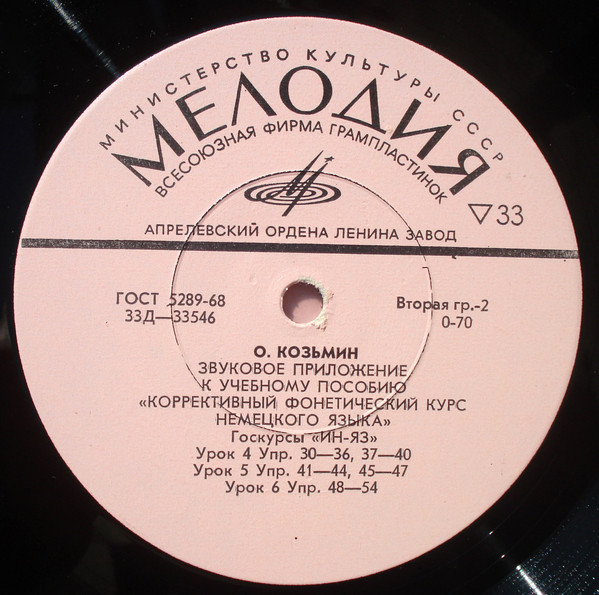 МИНИСТЕРСТВО КУЛЬТУРЫ СССР
МЕЛОДИЯ
ВСЕСОЮЗНАЯ ФИРМА ГРАМПЛАСТИНОК
▽33
АПРЕЛЕВСКИЙ ОРДЕНА ЛЕНИНА ЗАВОД
ГОСТ 5289-68
33Д—33546
Вторая гр.-2
0-70
О. КОЗЬМИН
ЗВУКОВОЕ ПРИЛОЖЕНИЕ
К УЧЕБНОМУ ПОСОБИЮ
«КОРРЕКТИВНЫЙ ФОНЕТИЧЕСКИЙ КУРС
НЕМЕЦКОГО ЯЗЫКА»
Госкурсы «ИН-ЯЗ»
Урок 4 Упр. 30—36, 37—40
Урок 5 Упр. 41—44, 45—47
Урок 6 Упр. 48—54